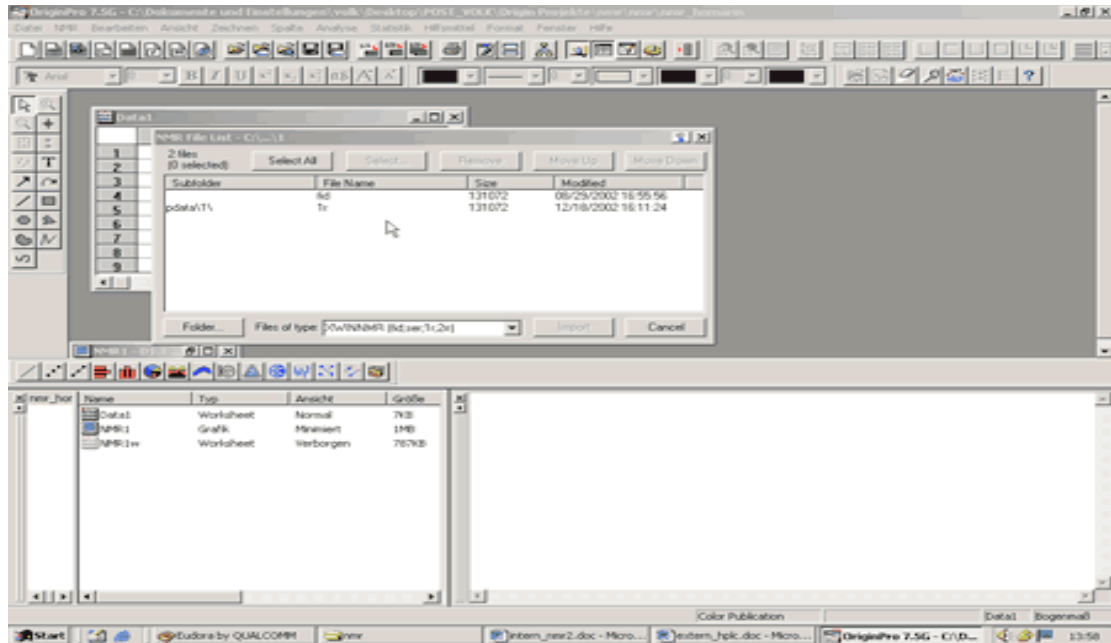 OriginPro 7.5G - C:\Dokumente und Einstellungen\volk\Desktop\POST_VOLK\Origin Projekte\nmr\nmr\nmr_
Datei NMR Bearbeiten Ansicht Zeichnen Spalte Analyse Statistik Hilfsmittel Format Fenster Hilfe
Arial
Data1
NMR File List - C:\...\1
2 files
(0 selected)
Select All
Select...
Remove
Move Up
Move Down
Subfolder File Name Size Modified
fid 131072 08/29/2002 16:55:56
pdata\1\ 1r 131072 12/18/2002 16:11:24
1
2
3
4
5
6
7
8
9
Folder...
Files of type: XWINNMR (fid;ser;1r;2rr)
Import
Cancel
NMR1 -
nmr_hor
Name Typ Ansicht Größe
Data1 Worksheet Normal 7KB
NMR1 Grafik Minimiert 1MB
NMR1w Worksheet Verborgen 787KB
Color Publication
Data1 Bogenmaß
Start
Eudora by QUALCOMM
nmr
intern_nmr2.doc - Micro...
extern_hplc.doc - Micro...
OriginPro 7.5G - C:\D...
13:58